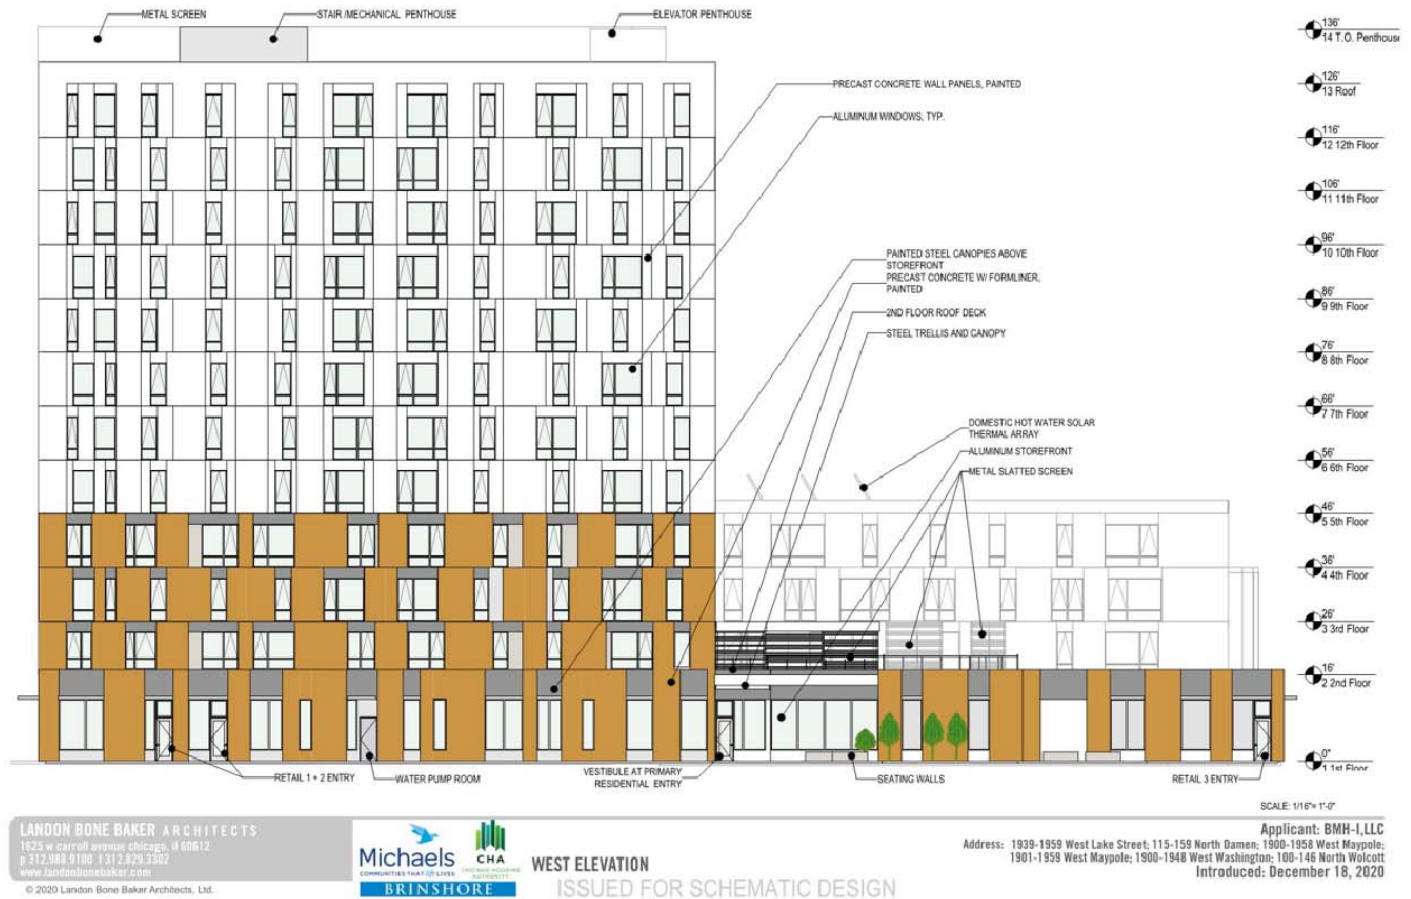 METAL SCREEN
STAIR /MECHANICAL PENTHOUSE
ELEVATOR PENTHOUSE
136'
14 T.O. Penthouse
PRECAST CONCRETE WALL PANELS, PAINTED
126'
13 Roof
ALUMINUM WINDOWS, TYP.
116'
12 12th Floor
106'
11 11th Floor
96'
10 10th Floor
PAINTED STEEL CANOPIES ABOVE
STOREFRONT
PRECAST CONCRETE W/ FORMLINER,
PAINTED
86'
9 9th Floor
2ND FLOOR ROOF DECK
STEEL TRELLIS AND CANOPY
76'
8 8th Floor
66'
7 7th Floor
DOMESTIC HOT WATER SOLAR
THERMAL ARRAY
ALUMINUM STOREFRONT
METAL SLATTED SCREEN
56'
6 6th Floor
46'
5 5th Floor
36'
4 4th Floor
26'
3 3rd Floor
16'
2 2nd Floor
0"
1 1st Floor
RETAIL 1 + 2 ENTRY
WATER PUMP ROOM
VESTIBULE AT PRIMARY
RESIDENTIAL ENTRY
SEATING WALLS
RETAIL 3 ENTRY
SCALE: 1/16"= 1'-0"
LANDON BONE BAKER ARCHITECTS
1625 w carroll avenue chicago, il 60612
p 312.988.9100 f 312.829.3302
www.landonbonebaker.com
© 2020 Landon Bone Baker Architects, Ltd.
Michaels
COMMUNITIES THAT lift LIVES
BRINSHORE
CHA
CHICAGO HOUSING
AUTHORITY
WEST ELEVATION
ISSUED FOR SCHEMATIC DESIGN
Applicant: BMH-I,LLC
Address: 1939-1959 West Lake Street; 115-159 North Damen; 1900-1958 West Maypole;
1901-1959 West Maypole; 1900-1948 West Washington; 100-146 North Wolcott
Introduced: December 18, 2020